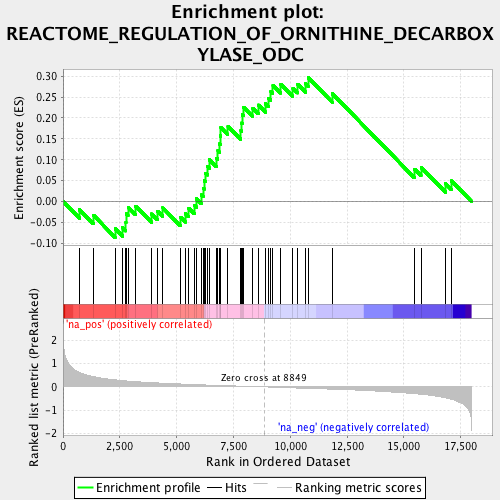 Enrichment plot:
REACTOME_REGULATION_OF_ORNITHINE_DECARBOX
YLASE_ODC
Enrichment score (ES)
0.30
0.25
0.20
0.15
0.10
0.05
0.00
-0.05
-0.10
'na_pos' (positively correlated)
Ranked list metric (PreRanked)
2
1
0
-1
-2
Zero cross at 8849
'na_neg' (negatively correlated)
0
2,500
5,000
7,500
10,000
12,500
15,000
17,500
Rank in Ordered Dataset
Enrichment profile
Hits
Ranking metric scores